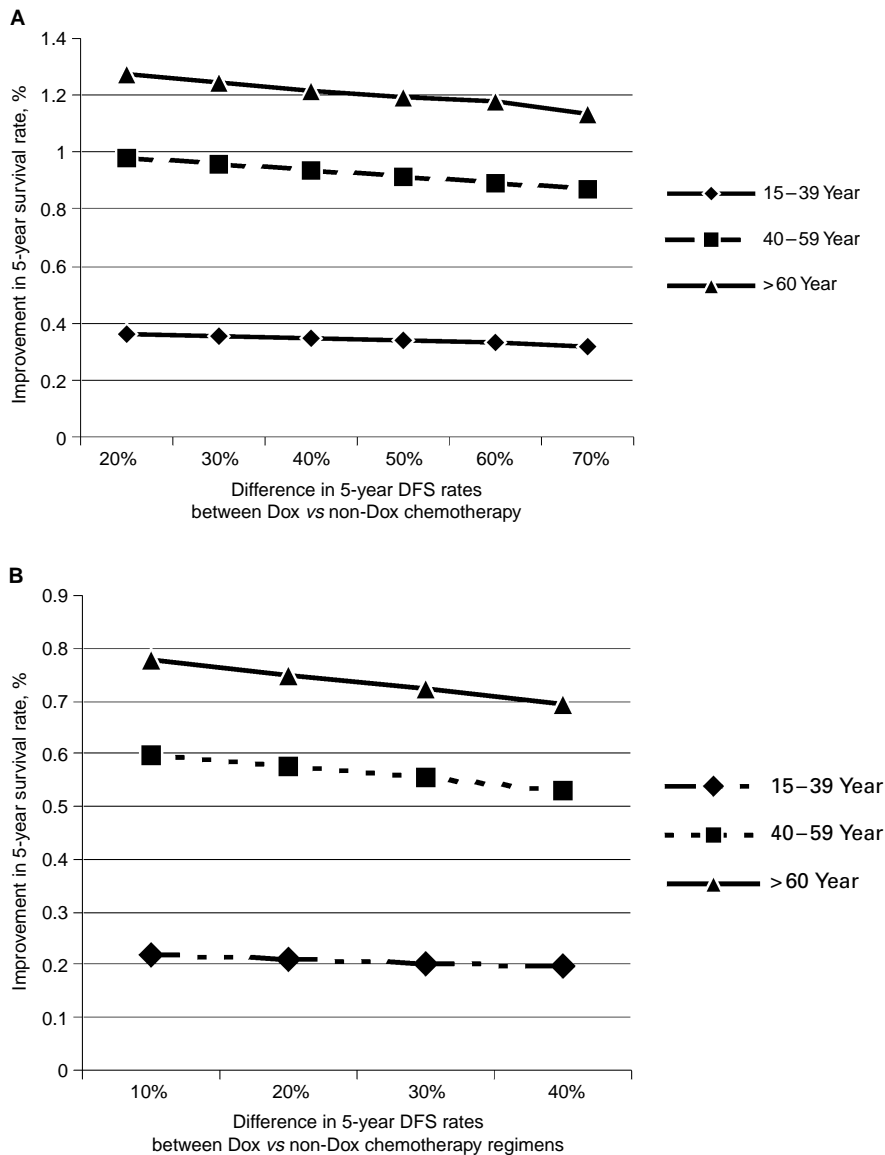 A
Improvement in 5-year survival rate, %
1.4
1.2
1
0.8
0.6
0.4
0.2
0
20% 30% 40% 50% 60% 70%
Difference in 5-year DFS rates
between Dox vs non-Dox chemotherapy
15–39 Year
40–59 Year
>60 Year
B
Improvement in 5-year survival rate, %
0.9
0.8
0.7
0.6
0.5
0.4
0.3
0.2
0.1
0
10% 20% 30% 40%
Difference in 5-year DFS rates
between Dox vs non-Dox chemotherapy regimens
15–39 Year
40–59 Year
>60 Year